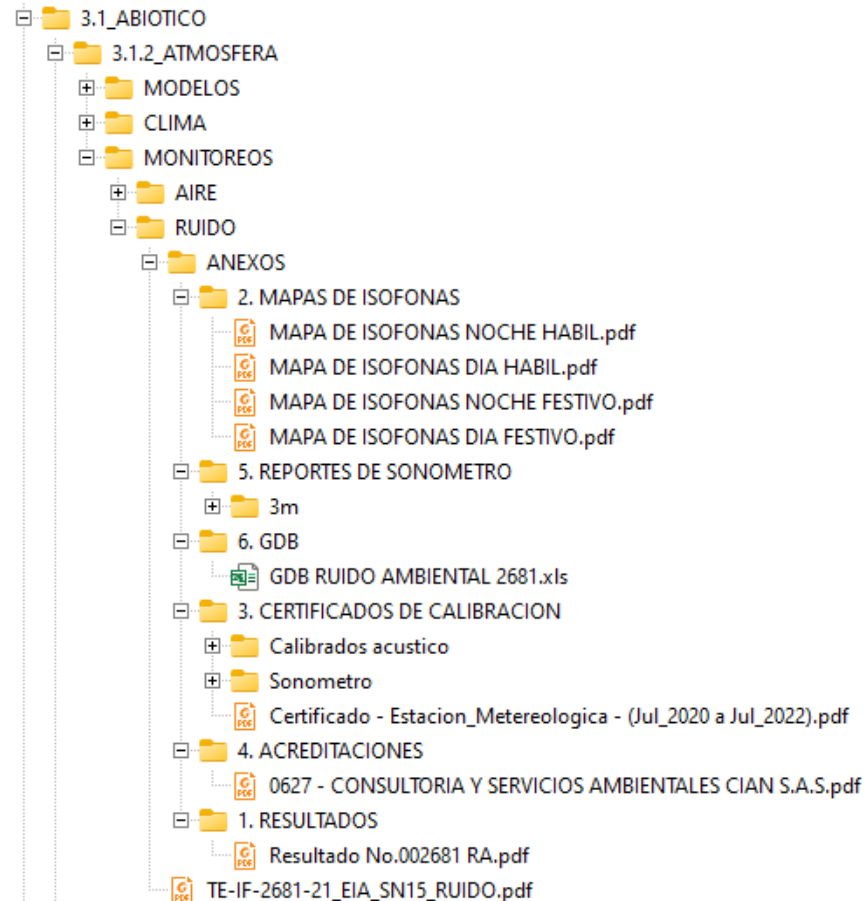 3.1_ABIOTICO
3.1.2_ATMOSFERA
MODELOS
CLIMA
MONITOREOS
AIRE
RUIDO
ANEXOS
2. MAPAS DE ISOFONAS
MAPA DE ISOFONAS NOCHE HABIL.pdf
MAPA DE ISOFONAS DIA HABIL.pdf
MAPA DE ISOFONAS NOCHE FESTIVO.pdf
MAPA DE ISOFONAS DIA FESTIVO.pdf
5. REPORTES DE SONOMETRO
3m
6. GDB
GDB RUIDO AMBIENTAL 2681.xls
3. CERTIFICADOS DE CALIBRACION
Calibrados acustico
Sonometro
Certificado - Estacion_Metereologica - (Jul_2020 a Jul_2022).pdf
4. ACREDITACIONES
0627 - CONSULTORIA Y SERVICIOS AMBIENTALES CIAN S.A.S.pdf
1. RESULTADOS
Resultado No.002681 RA.pdf
TE-IF-2681-21_EIA_SN15_RUIDO.pdf